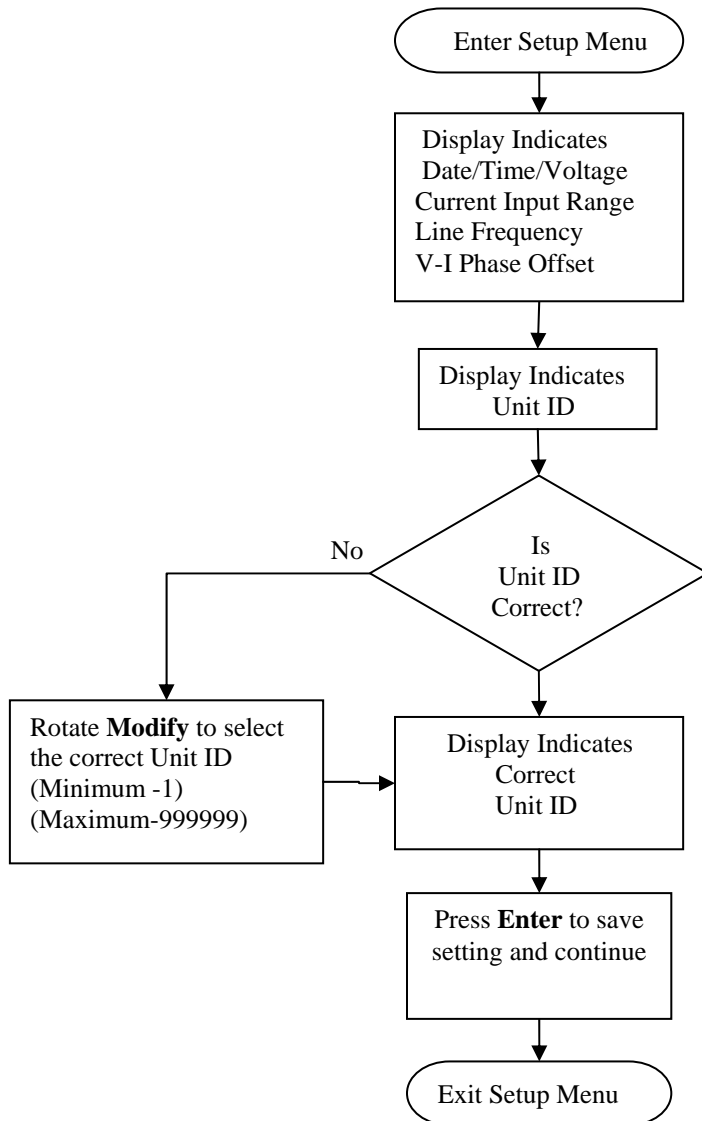 Enter Setup Menu
Display Indicates
Date/Time/Voltage
Current Input Range
Line Frequency
V-I Phase Offset
Display Indicates
Unit ID
Is
Unit ID
Correct?
No
Rotate Modify to select
the correct Unit ID
(Minimum -1)
(Maximum-999999)
Display Indicates
Correct
Unit ID
Press Enter to save
setting and continue
Exit Setup Menu